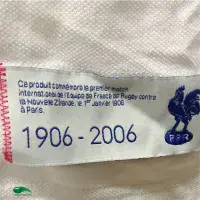 Ce produit commémore le premier match
international de l'Equipe de France de Rugby contre
la Nouvelle Zélande, le 1er janvier 1906
à Paris.
1906 - 2006
FFR